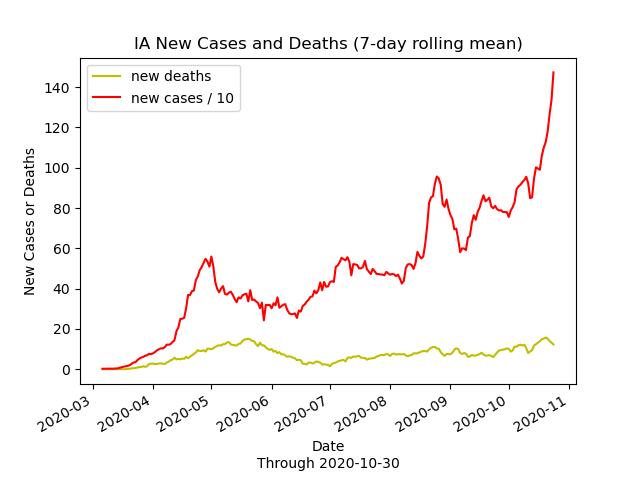 IA New Cases and Deaths (7-day rolling mean)
new deaths
new cases / 10
New Cases or Deaths
140
120
100
80
60
40
20
0
2020-03
2020-04
2020-05
2020-06
2020-07
2020-08
2020-09
2020-10
2020-11
Date
Through 2020-10-30